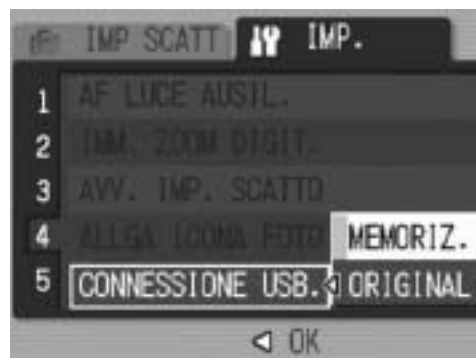 IMP SCATT IMP.
1 AF LUCE AUSIL.
2 IMM. ZOOM DIGIT.
3 AVV. IMP. SCATTO
4 ALLGA ICONA FOTO MEMORIZ.
5 CONNESSIONE USB. ORIGINAL
OK